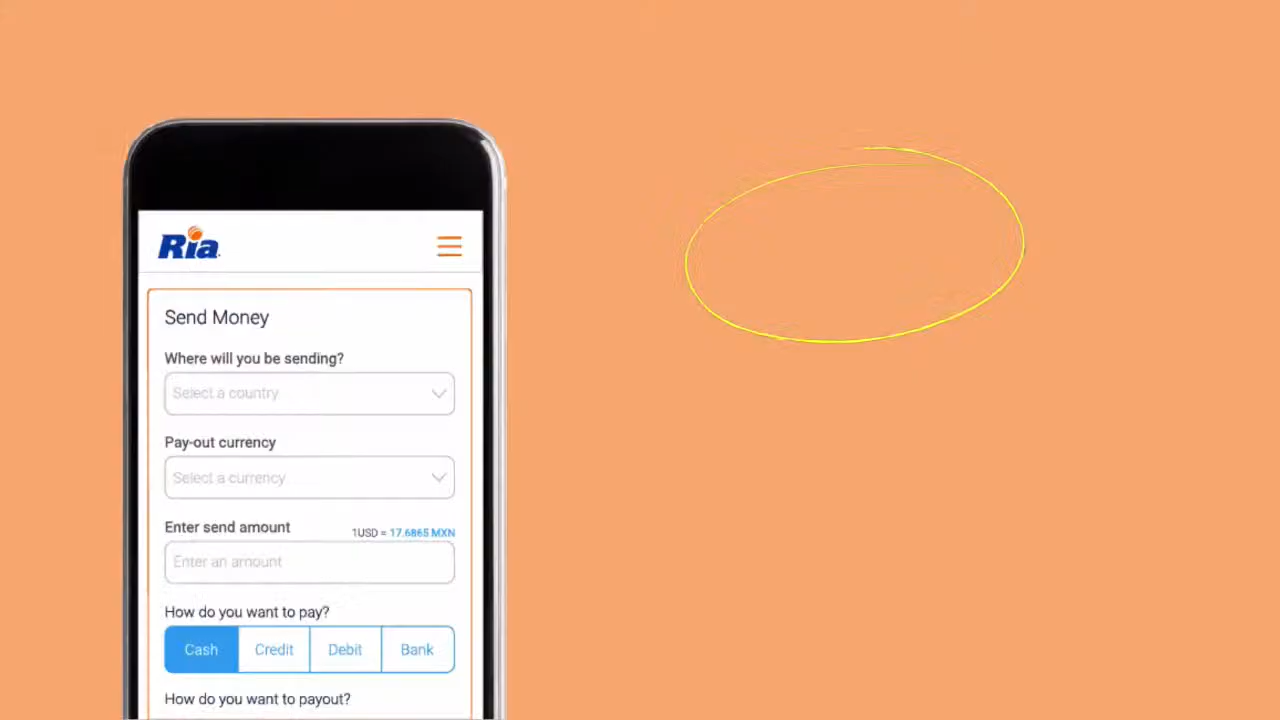 Ria
Send Money
Where will you be sending?
Select a country
Pay-out currency
Select a currency
Enter send amount
1USD = 17.6865 MXN
Enter an amount
How do you want to pay?
Cash Credit Debit Bank
How do you want to payout?